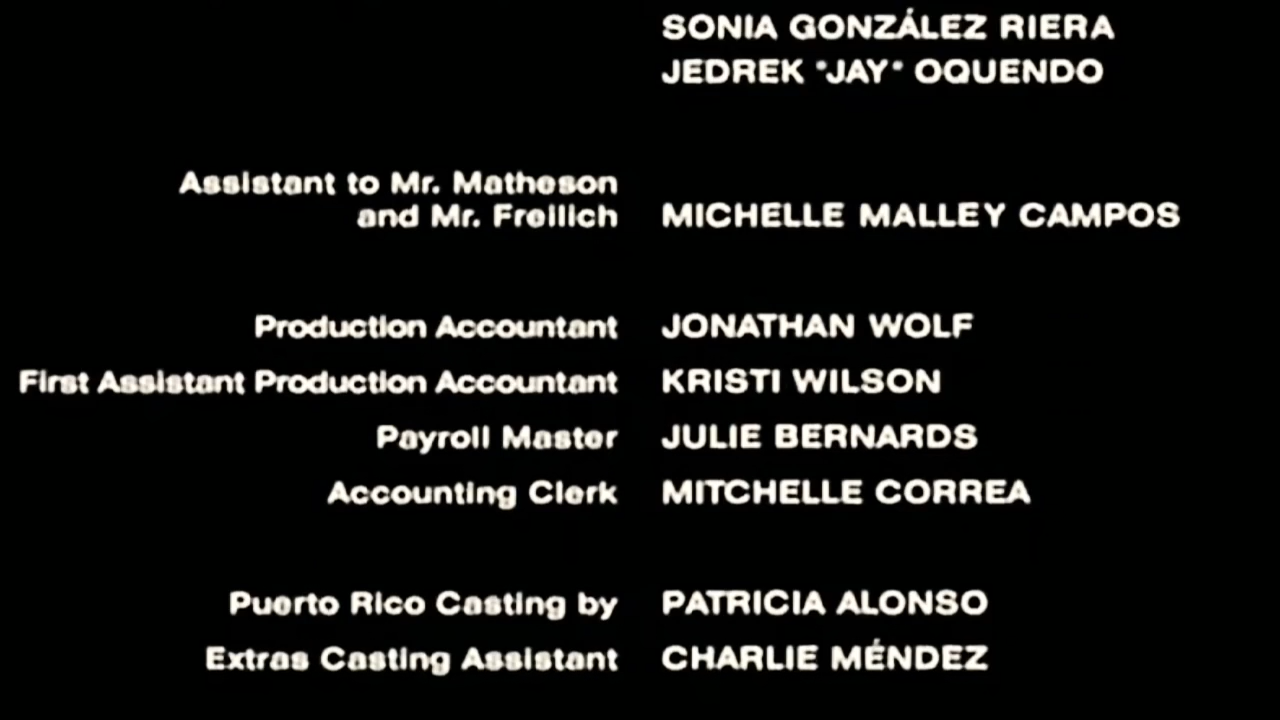 SONIA GONZÁLEZ RIERA
JEDREK "JAY" OQUENDO
Assistant to Mr. Matheson
and Mr. Freilich MICHELLE MALLEY CAMPOS
Production Accountant JONATHAN WOLF
First Assistant Production Accountant KRISTI WILSON
Payroll Master JULIE BERNARDS
Accounting Clerk MITCHELLE CORREA
Puerto Rico Casting by PATRICIA ALONSO
Extras Casting Assistant CHARLIE MÉNDEZ